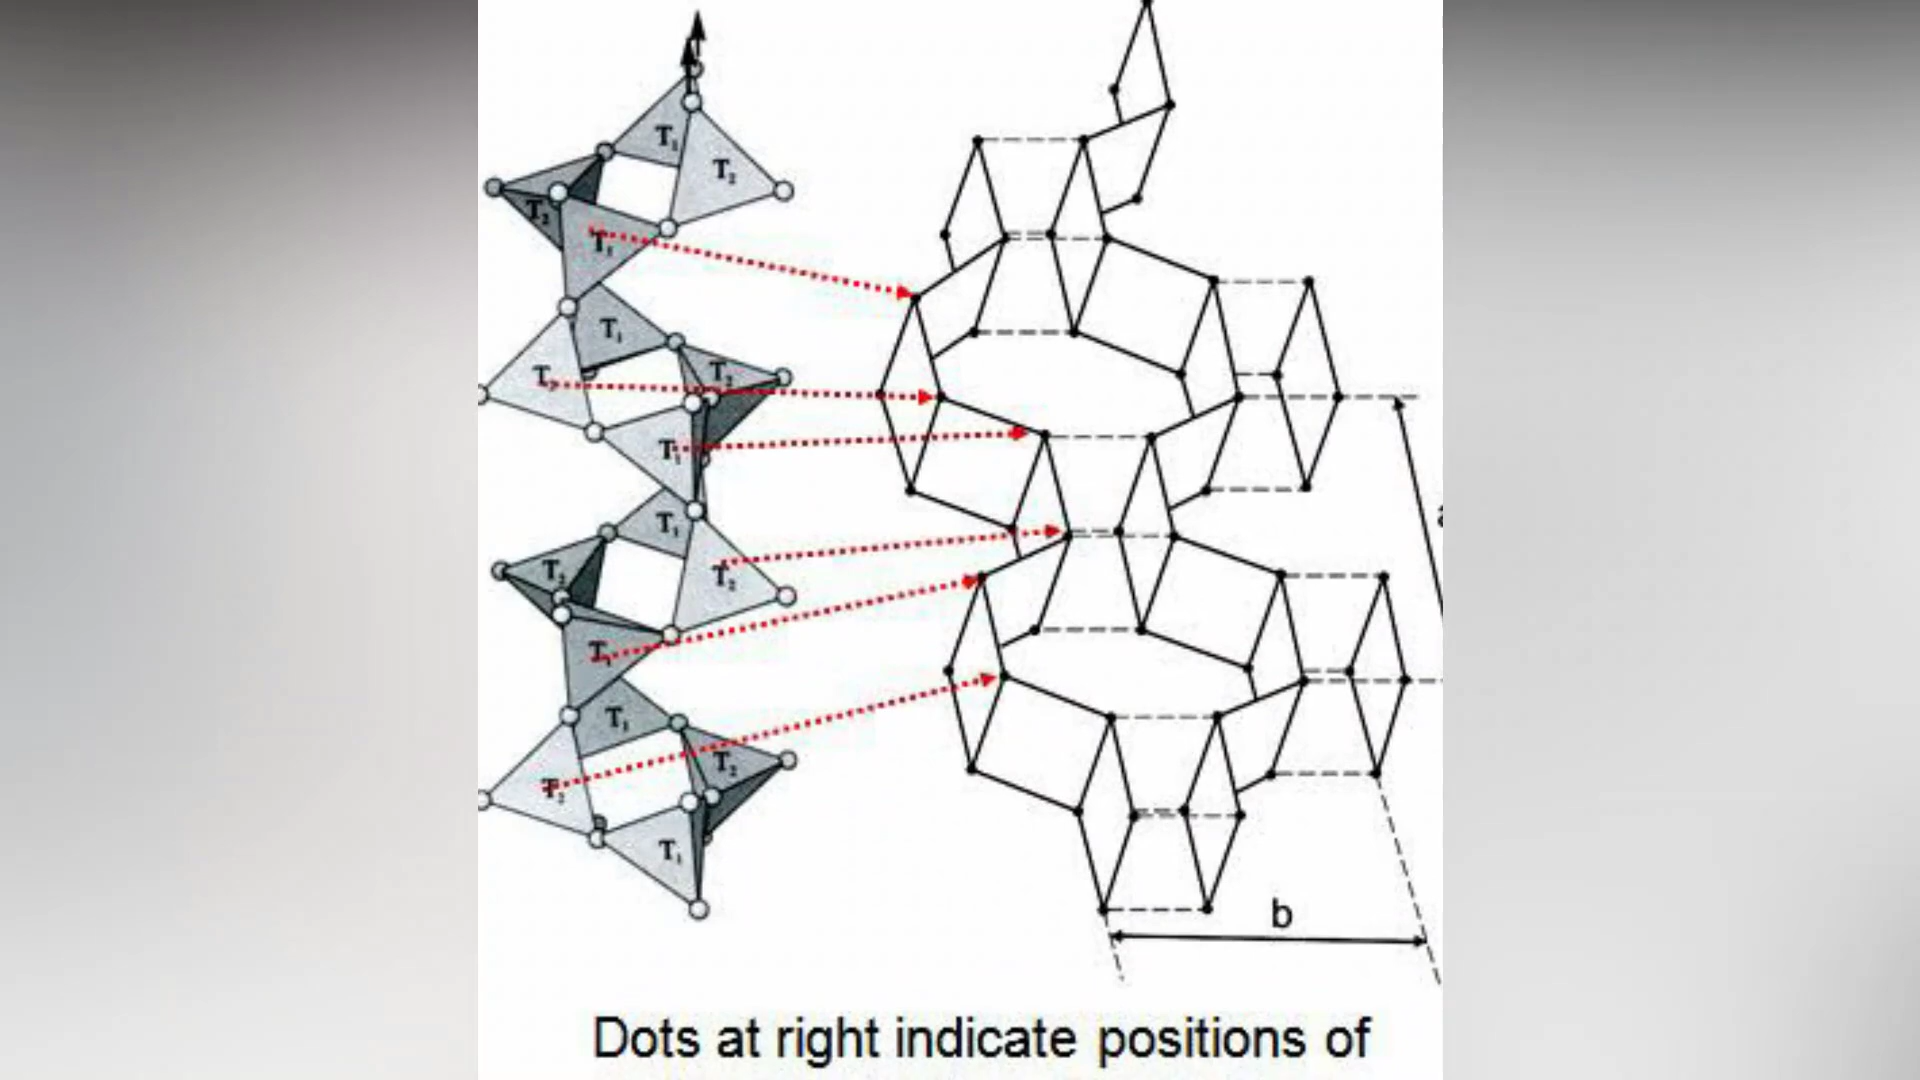 T₁
T₂
T₂
T₁
T₁
T₂
T₂
T₁
T₁
T₂
T₂
T₁
T₁
T₂
T₂
T₁
b
Dots at right indicate positions of